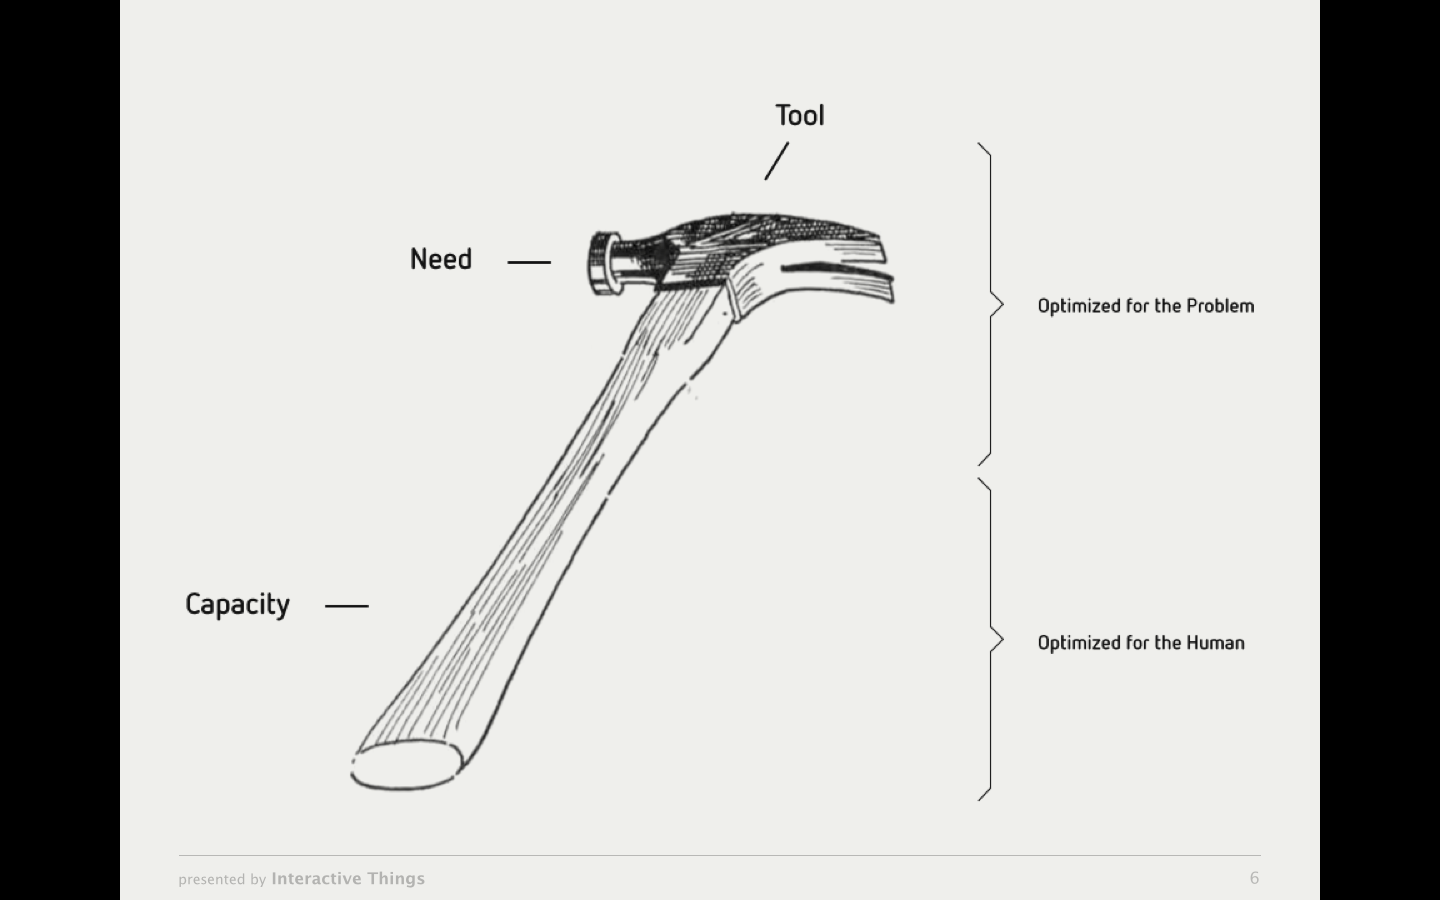 Tool
Need
Optimized for the Problem
Capacity
Optimized for the Human
presented by Interactive Things
6